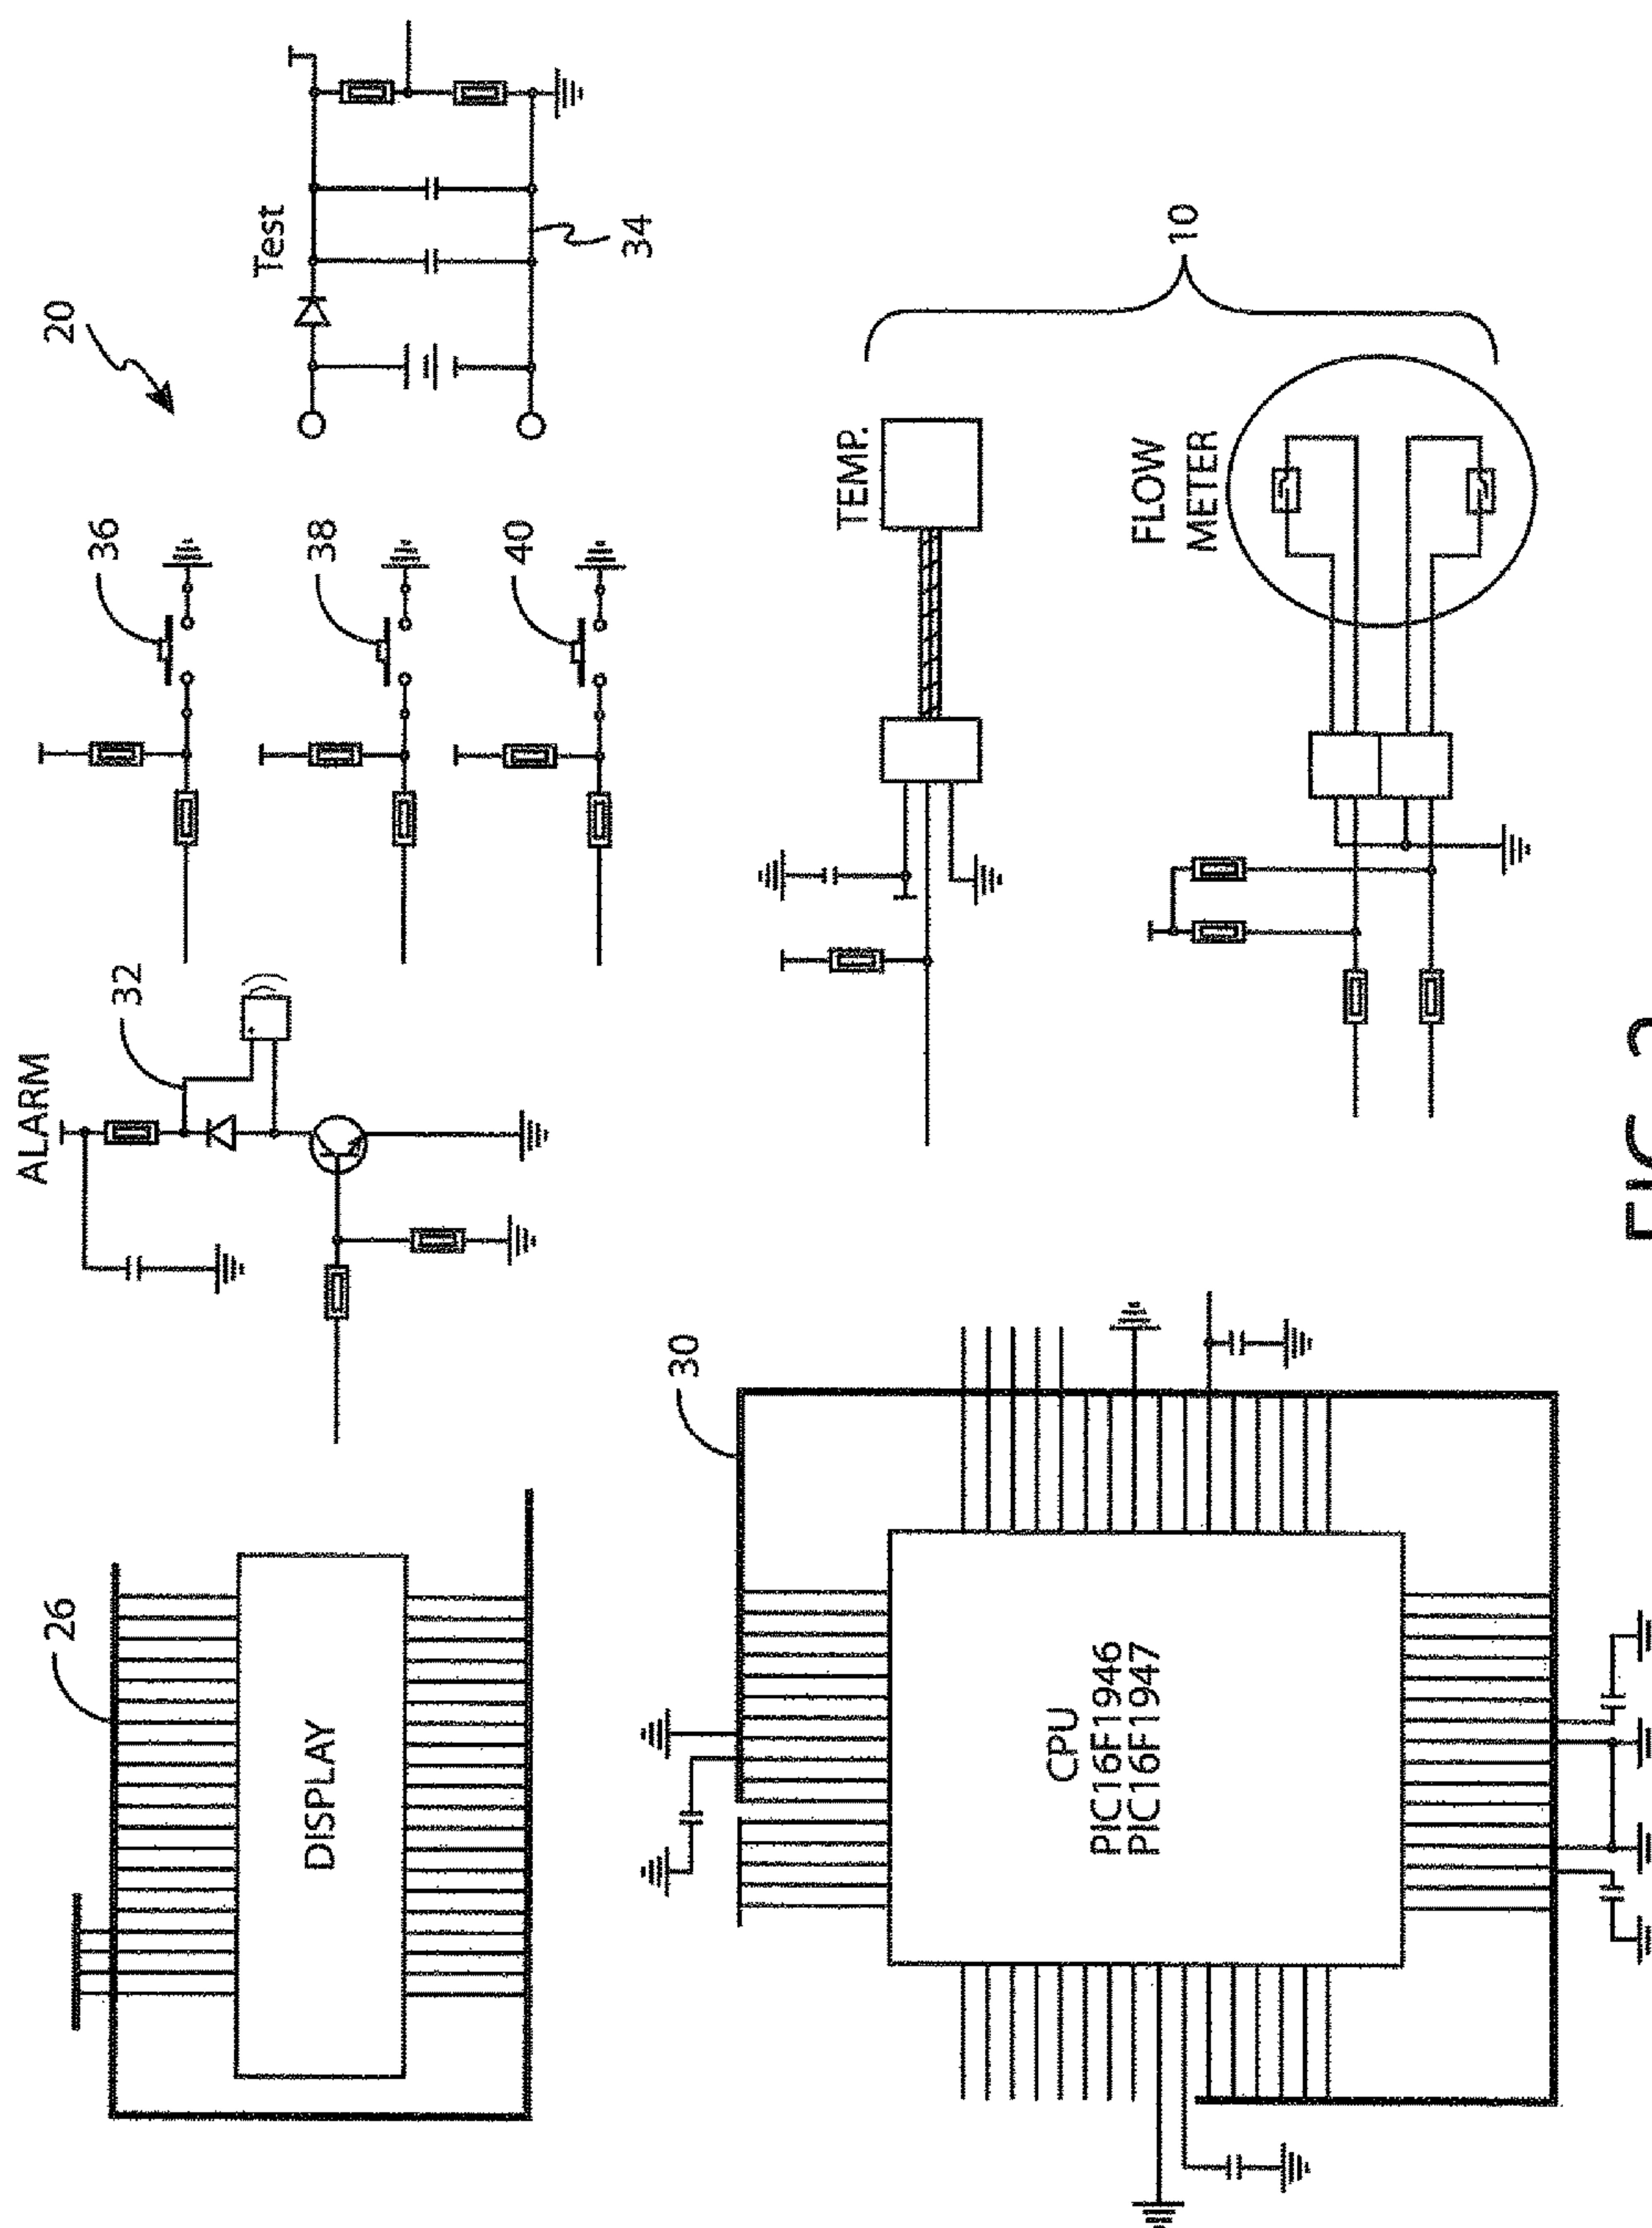 20
ALARM
26
32
36
38
40
Test
34
DISPLAY
30
CPU
PIC16F1946
PIC16F1947
TEMP.
FLOW
METER
10